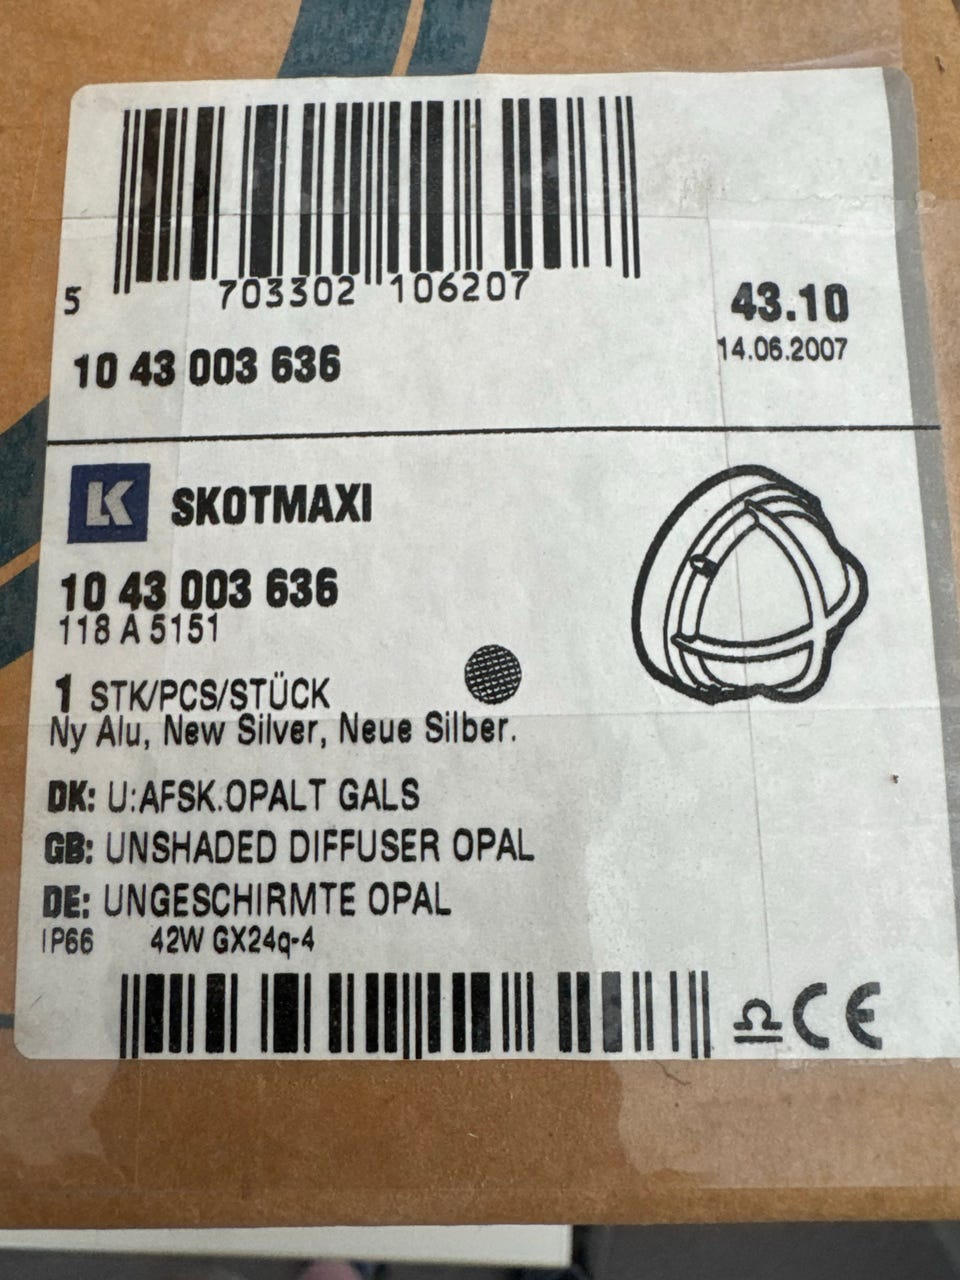 5 703302 106207
43.10
14.06.2007
10 43 003 636
LK SKOTMAXI
10 43 003 636
118 A 5151
1 STK/PCS/STÜCK
Ny Alu, New Silver, Neue Silber.
DK: U:AFSK.OPALT GALS
GB: UNSHADED DIFFUSER OPAL
DE: UNGESCHIRMTE OPAL
IP66 42W GX24q-4
CE